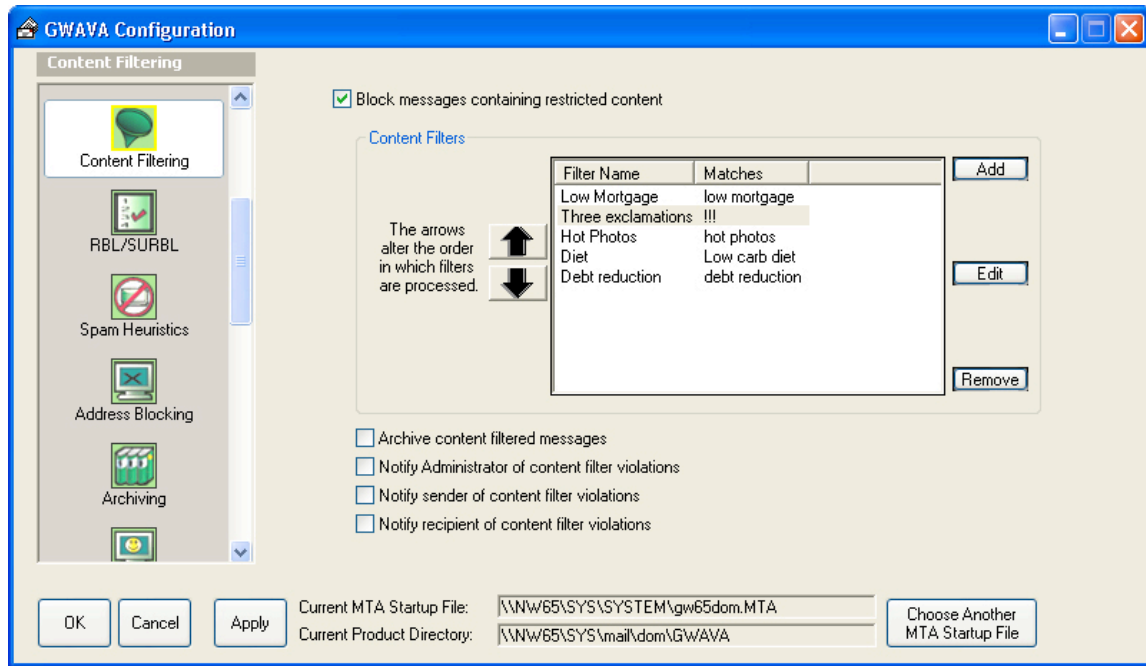 GWAVA Configuration
Content Filtering
Content Filtering
RBL/SURBL
Spam Heuristics
Address Blocking
Archiving
Block messages containing restricted content
Content Filters
The arrows
alter the order
in which filters
are processed.
Filter Name Matches
Low Mortgage low mortgage
Three exclamations !!!
Hot Photos hot photos
Diet Low carb diet
Debt reduction debt reduction
Add
Edit
Remove
Archive content filtered messages
Notify Administrator of content filter violations
Notify sender of content filter violations
Notify recipient of content filter violations
OK
Cancel
Apply
Current MTA Startup File: \\NW65\SYS\SYSTEM\gw65dom.MTA
Current Product Directory: \\NW65\SYS\mail\dom\GWAVA
Choose Another
MTA Startup File